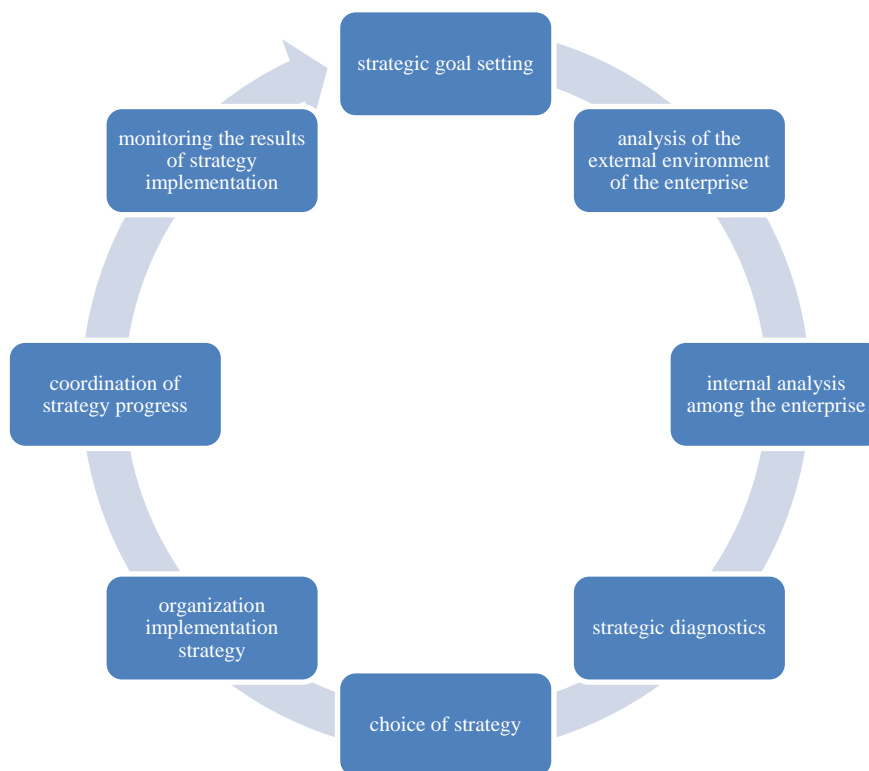 strategic goal setting
analysis of the
external environment
of the enterprise
internal analysis
among the enterprise
strategic diagnostics
choice of strategy
organization
implementation
strategy
coordination of
strategy progress
monitoring the results
of strategy
implementation